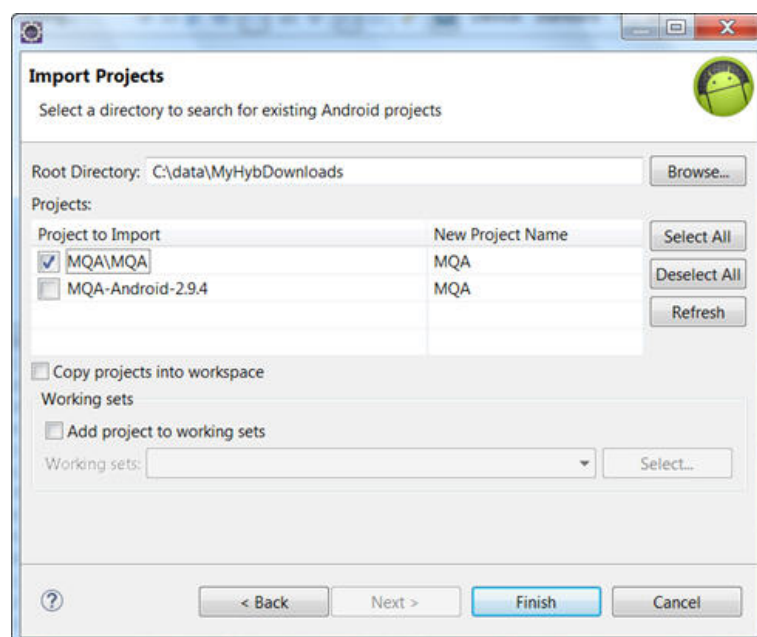 Import Projects
Select a directory to search for existing Android projects
Root Directory: C:\data\MyHybDownloads Browse...
Projects:
Project to Import New Project Name Select All
MQA\MQA MQA
Deselect All
MQA-Android-2.9.4 MQA
Refresh
Copy projects into workspace
Working sets
Add project to working sets
Working sets: Select...
? < Back Next > Finish Cancel